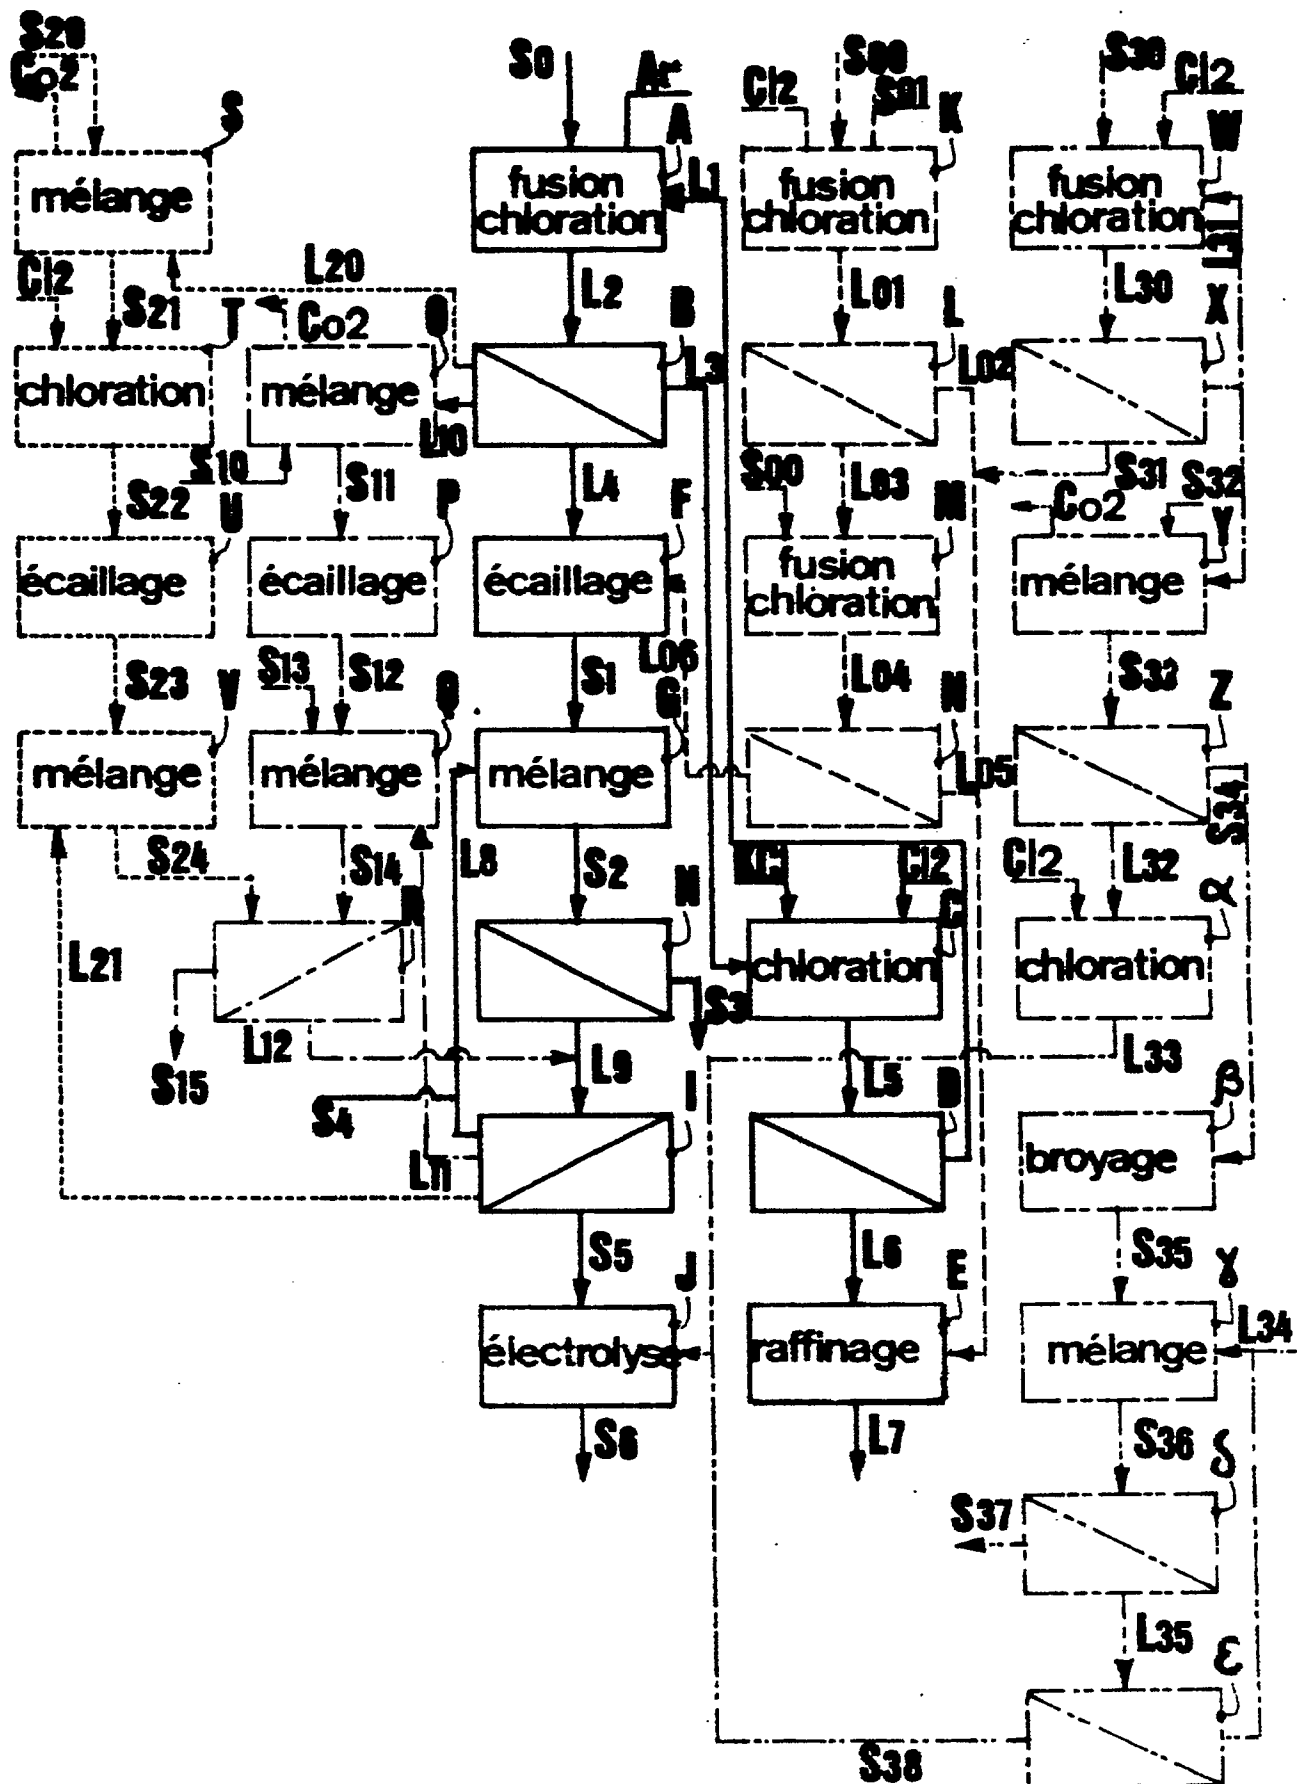 S20
Co2
S
mélange
Cl2
S21
L20
T
chloration
S22
U
écaillage
S23
V
mélange
S24
L21
Co2
O
mélange
L10
S10
S11
P
écaillage
S13
S12
Q
mélange
S14
R
L12
S15
S0
Ar
A
fusion
chloration
L1
L2
B
L3
L4
F
écaillage
L06
S1
G
mélange
L8
S2
H
S3
L9
S4
I
L11
S5
J
électrolyse
S6
Cl2
S01
K
fusion
chloration
L01
L
L02
S00
L03
M
fusion
chloration
L04
N
L05
KCl
Cl2
C
chloration
L5
D
L6
E
raffinage
L7
S30
Cl2
W
fusion
chloration
L31
L30
X
S31
Co2
S32
Y
mélange
S33
Z
S34
Cl2
L32
α
chloration
L33
β
broyage
S35
γ
L34
mélange
S36
δ
S37
L35
ε
S38